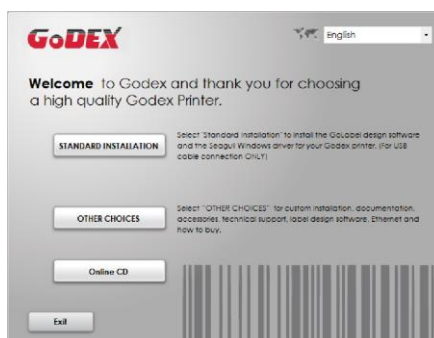 GoDEX
English
Welcome to Godex and thank you for choosing
a high quality Godex Printer.
STANDARD INSTALLATION
Select "Standard Installation" to install the GoLabel design software
and the Seagull Windows driver for your Godex printer. (For USB
cable connection ONLY)
OTHER CHOICES
Select "OTHER CHOICES" for custom installation, documentation,
accessories, technical support, label design software, Ethernet and
how to buy.
Online CD
Exit